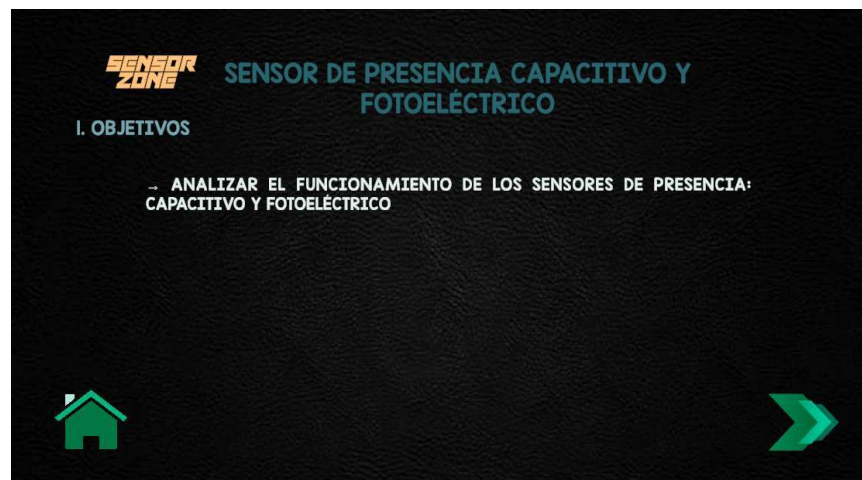 SENSOR
ZONE
SENSOR DE PRESENCIA CAPACITIVO Y
FOTOELÉCTRICO
I. OBJETIVOS
→ ANALIZAR EL FUNCIONAMIENTO DE LOS SENSORES DE PRESENCIA:
CAPACITIVO Y FOTOELÉCTRICO